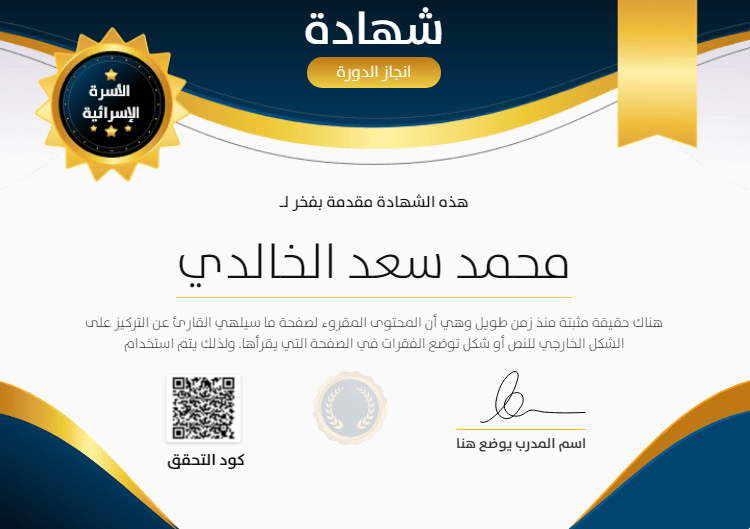 شهادة
انجاز الدورة
الأسرة
الإسرائية
هذه الشهادة مقدمة بفخر لـ
محمد سعد الخالدي
هناك حقيقة مثبتة منذ زمن طويل وهي أن المحتوى المقروء لصفحة ما سيلهي القارئ عن التركيز على
الشكل الخارجي للنص أو شكل توضع الفقرات في الصفحة التي يقرأها. ولذلك يتم استخدام
اسم المدرب يوضع هنا
كود التحقق